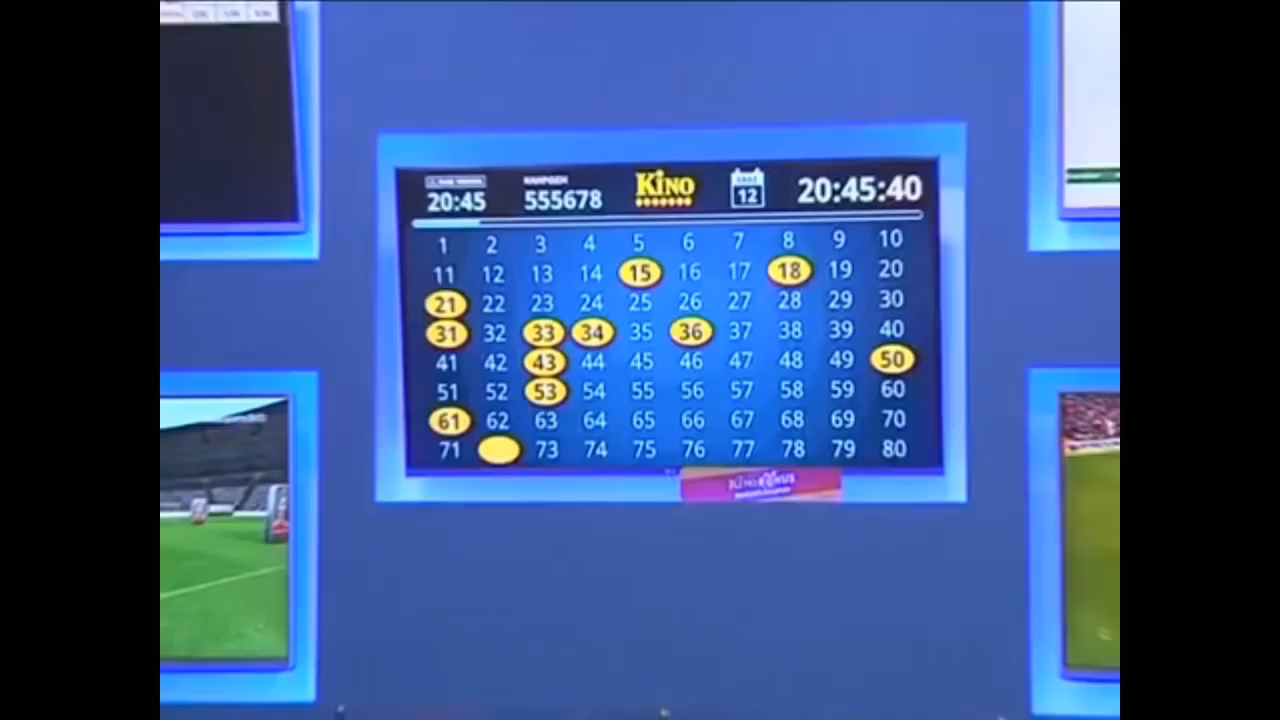 20:45 555678 KINO 12 20:45:40
1 2 3 4 5 6 7 8 9 10
11 12 13 14 15 16 17 18 19 20
21 22 23 24 25 26 27 28 29 30
31 32 33 34 35 36 37 38 39 40
41 42 43 44 45 46 47 48 49 50
51 52 53 54 55 56 57 58 59 60
61 62 63 64 65 66 67 68 69 70
71 73 74 75 76 77 78 79 80